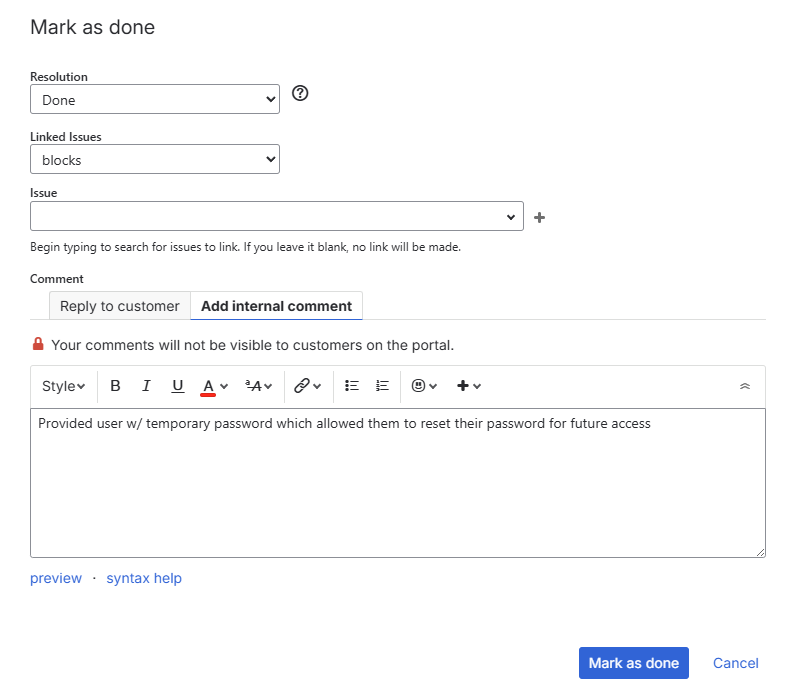 Mark as done
Resolution
Done
Linked Issues
blocks
Issue
Begin typing to search for issues to link. If you leave it blank, no link will be made.
Comment
Reply to customer Add internal comment
Your comments will not be visible to customers on the portal.
Style B I U A ªA
Provided user w/ temporary password which allowed them to reset their password for future access
preview · syntax help
Mark as done Cancel